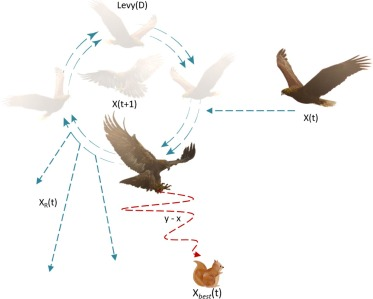 Levy(D)
X(t+1)
X(t)
X_R(t)
y - x
X_best(t)